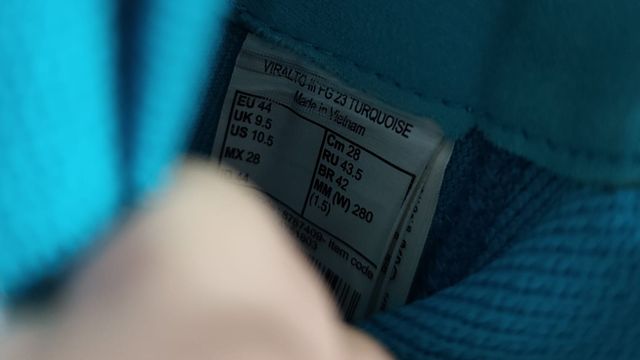 VIRALTO III FG 23 TURQUOISE
Made in Vietnam
EU 44
UK 9.5
US 10.5
MX 28
Cm 28
RU 43.5
BR 42
MM (W) 280
(1.5)
8787409- Item code